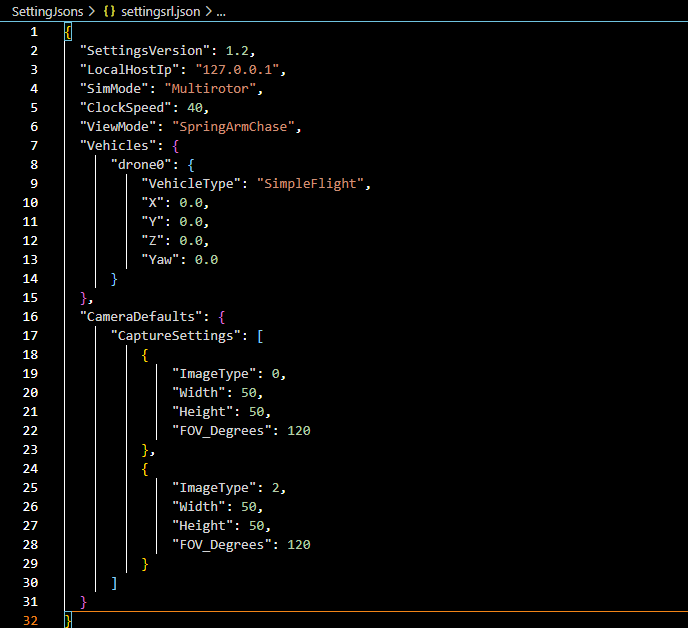 SettingJsons > {} settingsrl.json > ...
1 {
2 "SettingsVersion": 1.2,
3 "LocalHostIp": "127.0.0.1",
4 "SimMode": "Multirotor",
5 "ClockSpeed": 40,
6 "ViewMode": "SpringArmChase",
7 "Vehicles": {
8 "drone0": {
9 "VehicleType": "SimpleFlight",
10 "X": 0.0,
11 "Y": 0.0,
12 "Z": 0.0,
13 "Yaw": 0.0
14 }
15 },
16 "CameraDefaults": {
17 "CaptureSettings": [
18 {
19 "ImageType": 0,
20 "Width": 50,
21 "Height": 50,
22 "FOV_Degrees": 120
23 },
24 {
25 "ImageType": 2,
26 "Width": 50,
27 "Height": 50,
28 "FOV_Degrees": 120
29 }
30 ]
31 }
32 }